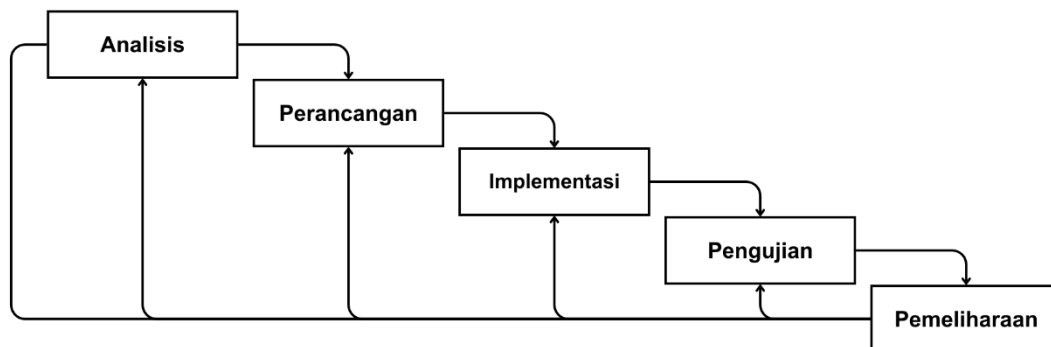 Analisis
Perancangan
Implementasi
Pengujian
Pemeliharaan